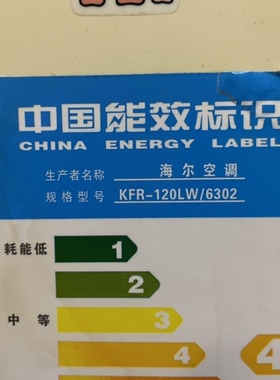 中国能效标识
CHINA ENERGY LABEL
生产者名称 海尔空调
规格型号 KFR-120LW/6302
耗能低 1
2
中等 3
4 4